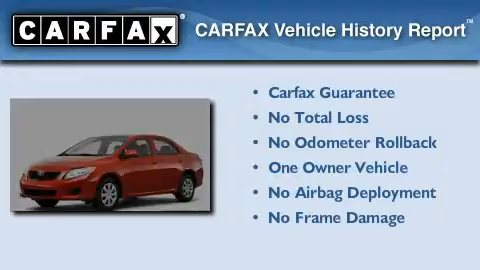 CARFAX® CARFAX Vehicle History Report™
• Carfax Guarantee
• No Total Loss
• No Odometer Rollback
• One Owner Vehicle
• No Airbag Deployment
• No Frame Damage